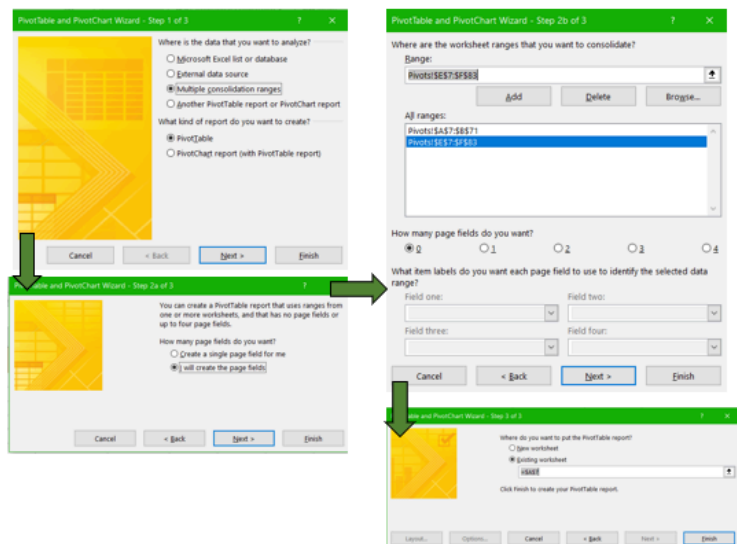 PivotTable and PivotChart Wizard - Step 1 of 3 ? ×
Where is the data that you want to analyze?
Microsoft Excel list or database
External data source
Multiple consolidation ranges
Another PivotTable report or PivotChart report
What kind of report do you want to create?
PivotTable
PivotChart report (with PivotTable report)
Cancel < Back Next > Finish
Table and PivotChart Wizard - Step 2a of 3 ?
You can create a PivotTable report that uses ranges from
one or more worksheets, and that has no page fields or
up to four page fields.
How many page fields do you want?
Create a single page field for me
I will create the page fields
Cancel < Back Next > Finish
PivotTable and PivotChart Wizard - Step 2b of 3 ? ×
Where are the worksheet ranges that you want to consolidate?
Range:
Pivots!$E$7:$F$83
Add Delete Browse...
All ranges:
Pivots!$A$7:$B$71
Pivots!$E$7:$F$83
How many page fields do you want?
0 1 2 3 4
What item labels do you want each page field to use to identify the selected data
range?
Field one: Field two:
Field three: Field four:
Cancel < Back Next > Finish
Table and PivotChart Wizard - Step 3 of 3 ? ×
Where do you want to put the PivotTable report?
New worksheet
Existing worksheet
=$A$7
Click Finish to create your PivotTable report.
Layout... Options... Cancel < Back Next > Finish